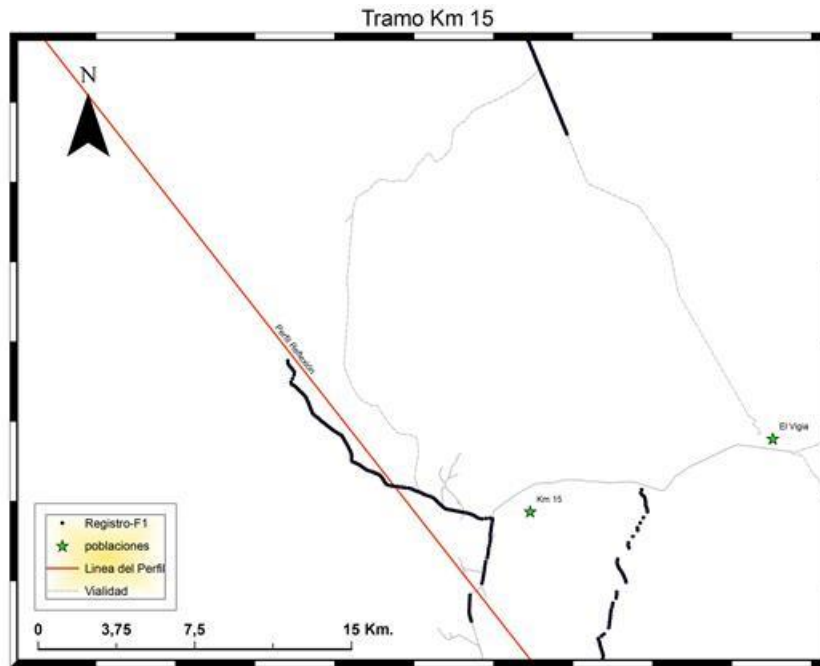 Tramo Km 15
N
Perfil Reflexión
El Vigia
Km 15
Registro-F1
poblaciones
Linea del Perfil
Vialidad
0 3,75 7,5 15 Km.